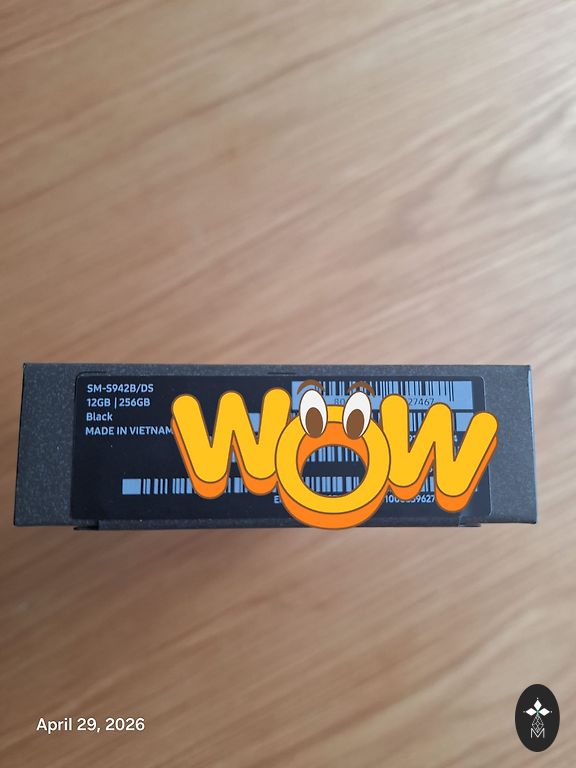 SM-S942B/DS
12GB | 256GB
Black
MADE IN VIETNAM
WOW
April 29, 2026
M